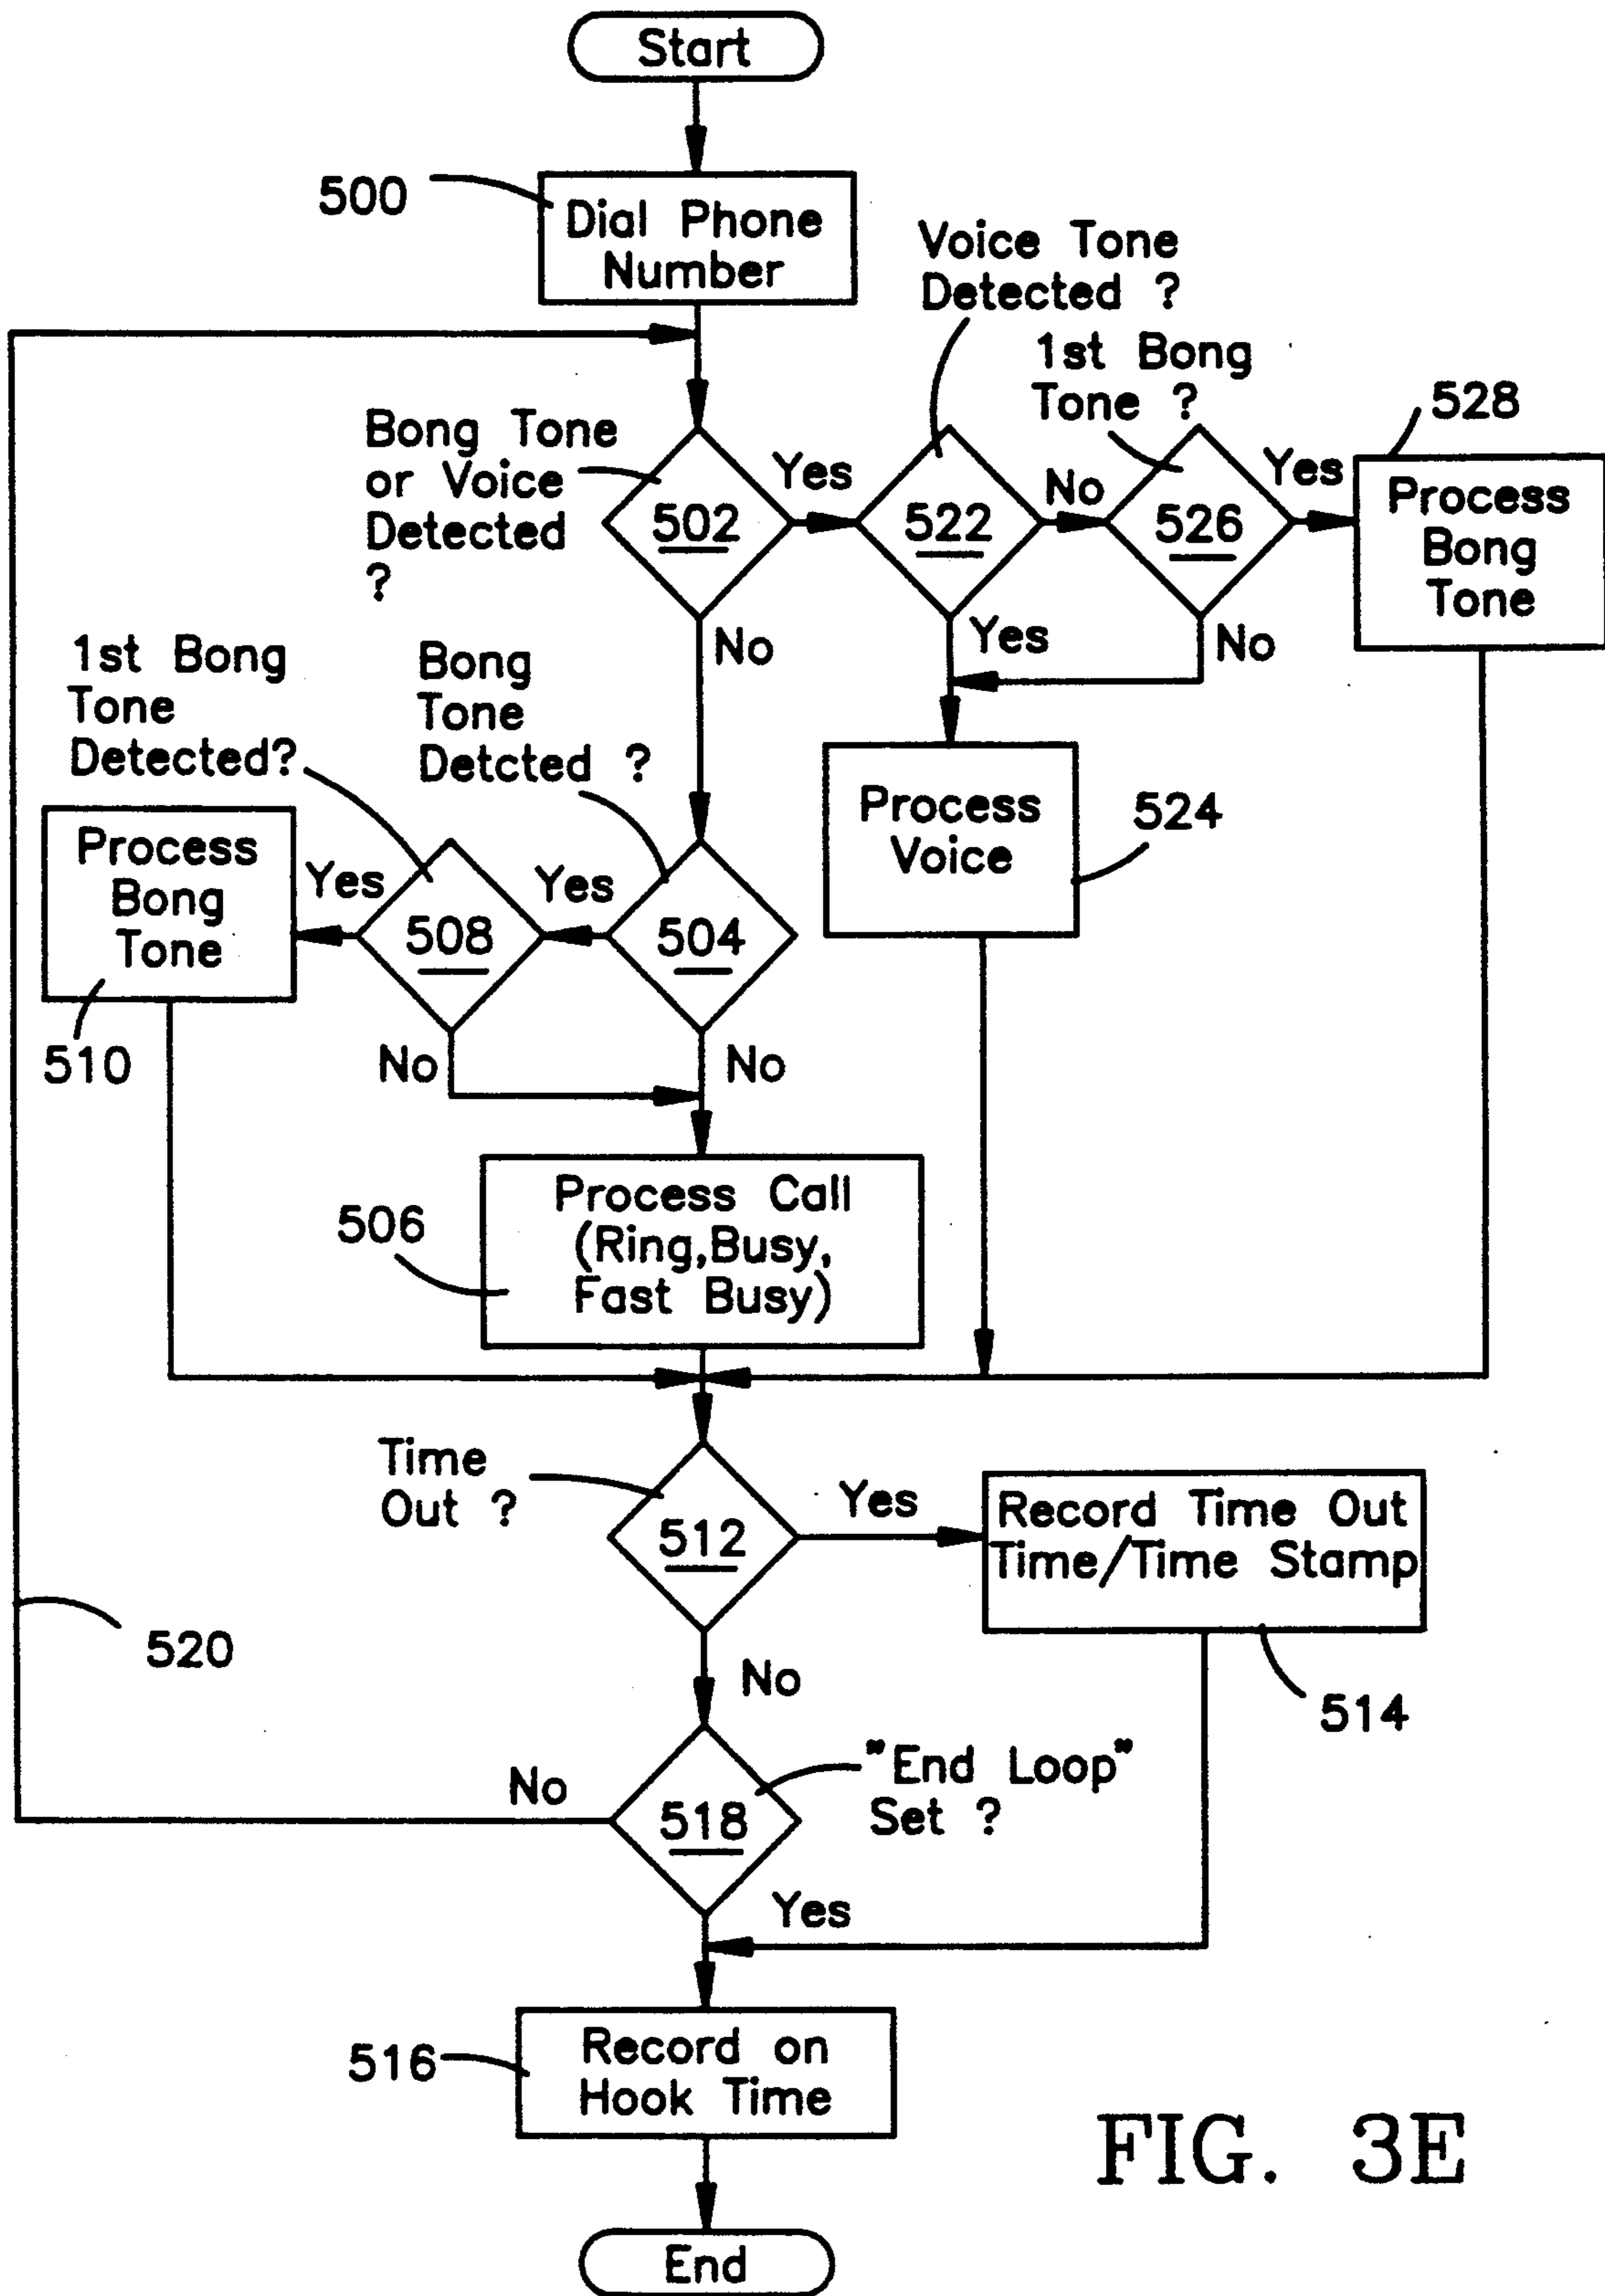 Start
500
Dial Phone
Number
Voice Tone
Detected ?
1st Bong
Tone ?
528
Bong Tone
or Voice
Detected
?
502
Yes
522
No
526
Yes
Process
Bong
Tone
No
Yes
No
1st Bong
Tone
Detected?
Bong
Tone
Detcted ?
Process
Voice
524
Process
Bong
Tone
Yes
508
Yes
504
510
No
No
506
Process Call
(Ring,Busy,
Fast Busy)
Time
Out ?
512
Yes
Record Time Out
Time/Time Stamp
520
No
514
No
518
"End Loop"
Set ?
Yes
516
Record on
Hook Time
FIG. 3E
End